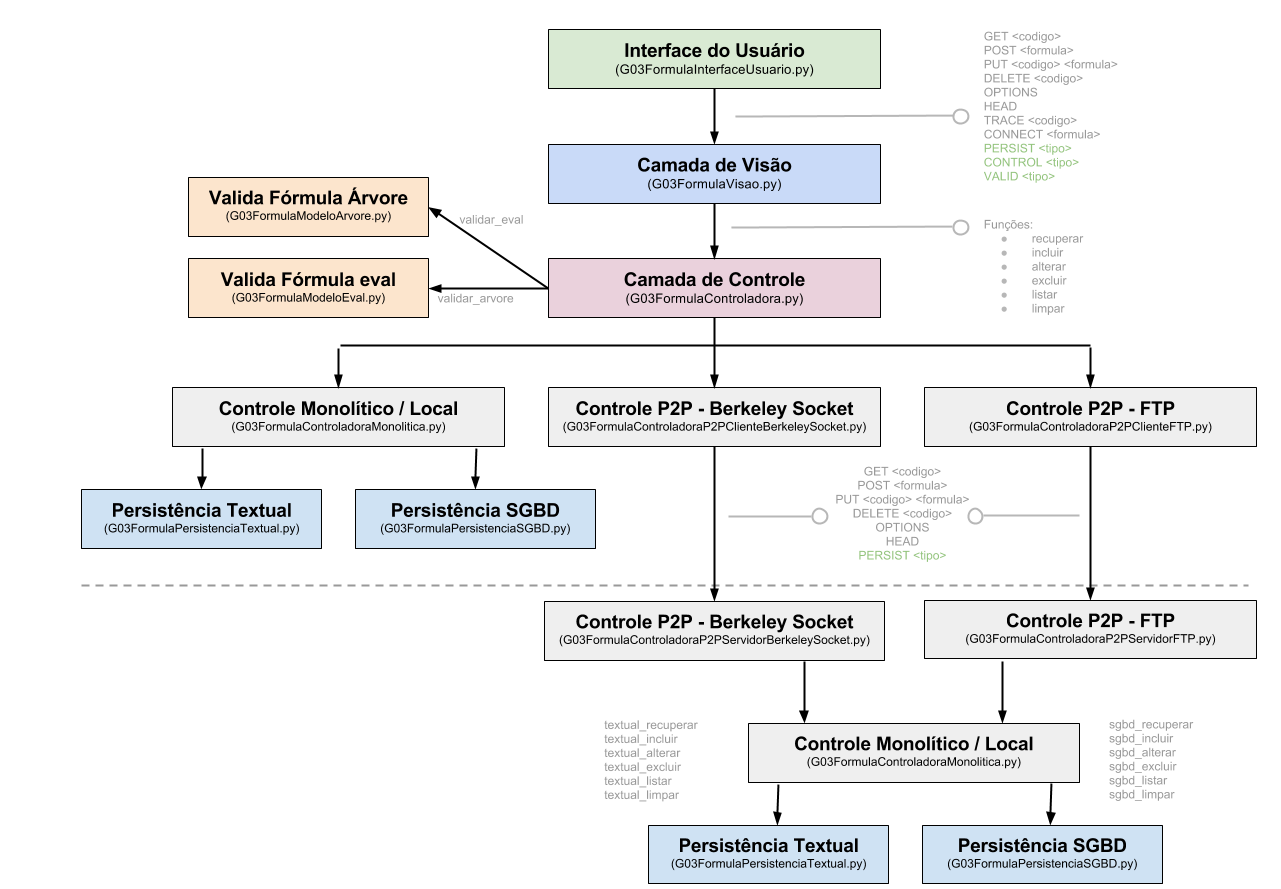 Interface do Usuário
(G03FormulaInterfaceUsuario.py)
GET <codigo>
POST <formula>
PUT <codigo> <formula>
DELETE <codigo>
OPTIONS
HEAD
TRACE <codigo>
CONNECT <formula>
PERSIST <tipo>
CONTROL <tipo>
VALID <tipo>
Camada de Visão
(G03FormulaVisao.py)
Valida Fórmula Árvore
(G03FormulaModeloArvore.py)
validar_eval
Funções:
● recuperar
● incluir
● alterar
● excluir
● listar
● limpar
Valida Fórmula eval
(G03FormulaModeloEval.py)
validar_arvore
Camada de Controle
(G03FormulaControladora.py)
Controle Monolítico / Local
(G03FormulaControladoraMonolitica.py)
Controle P2P - Berkeley Socket
(G03FormulaControladoraP2PClienteBerkeleySocket.py)
Controle P2P - FTP
(G03FormulaControladoraP2PClienteFTP.py)
Persistência Textual
(G03FormulaPersistenciaTextual.py)
Persistência SGBD
(G03FormulaPersistenciaSGBD.py)
GET <codigo>
POST <formula>
PUT <codigo> <formula>
DELETE <codigo>
OPTIONS
HEAD
PERSIST <tipo>
Controle P2P - Berkeley Socket
(G03FormulaControladoraP2PServidorBerkeleySocket.py)
Controle P2P - FTP
(G03FormulaControladoraP2PServidorFTP.py)
textual_recuperar
textual_incluir
textual_alterar
textual_excluir
textual_listar
textual_limpar
Controle Monolítico / Local
(G03FormulaControladoraMonolitica.py)
sgbd_recuperar
sgbd_incluir
sgbd_alterar
sgbd_excluir
sgbd_listar
sgbd_limpar
Persistência Textual
(G03FormulaPersistenciaTextual.py)
Persistência SGBD
(G03FormulaPersistenciaSGBD.py)